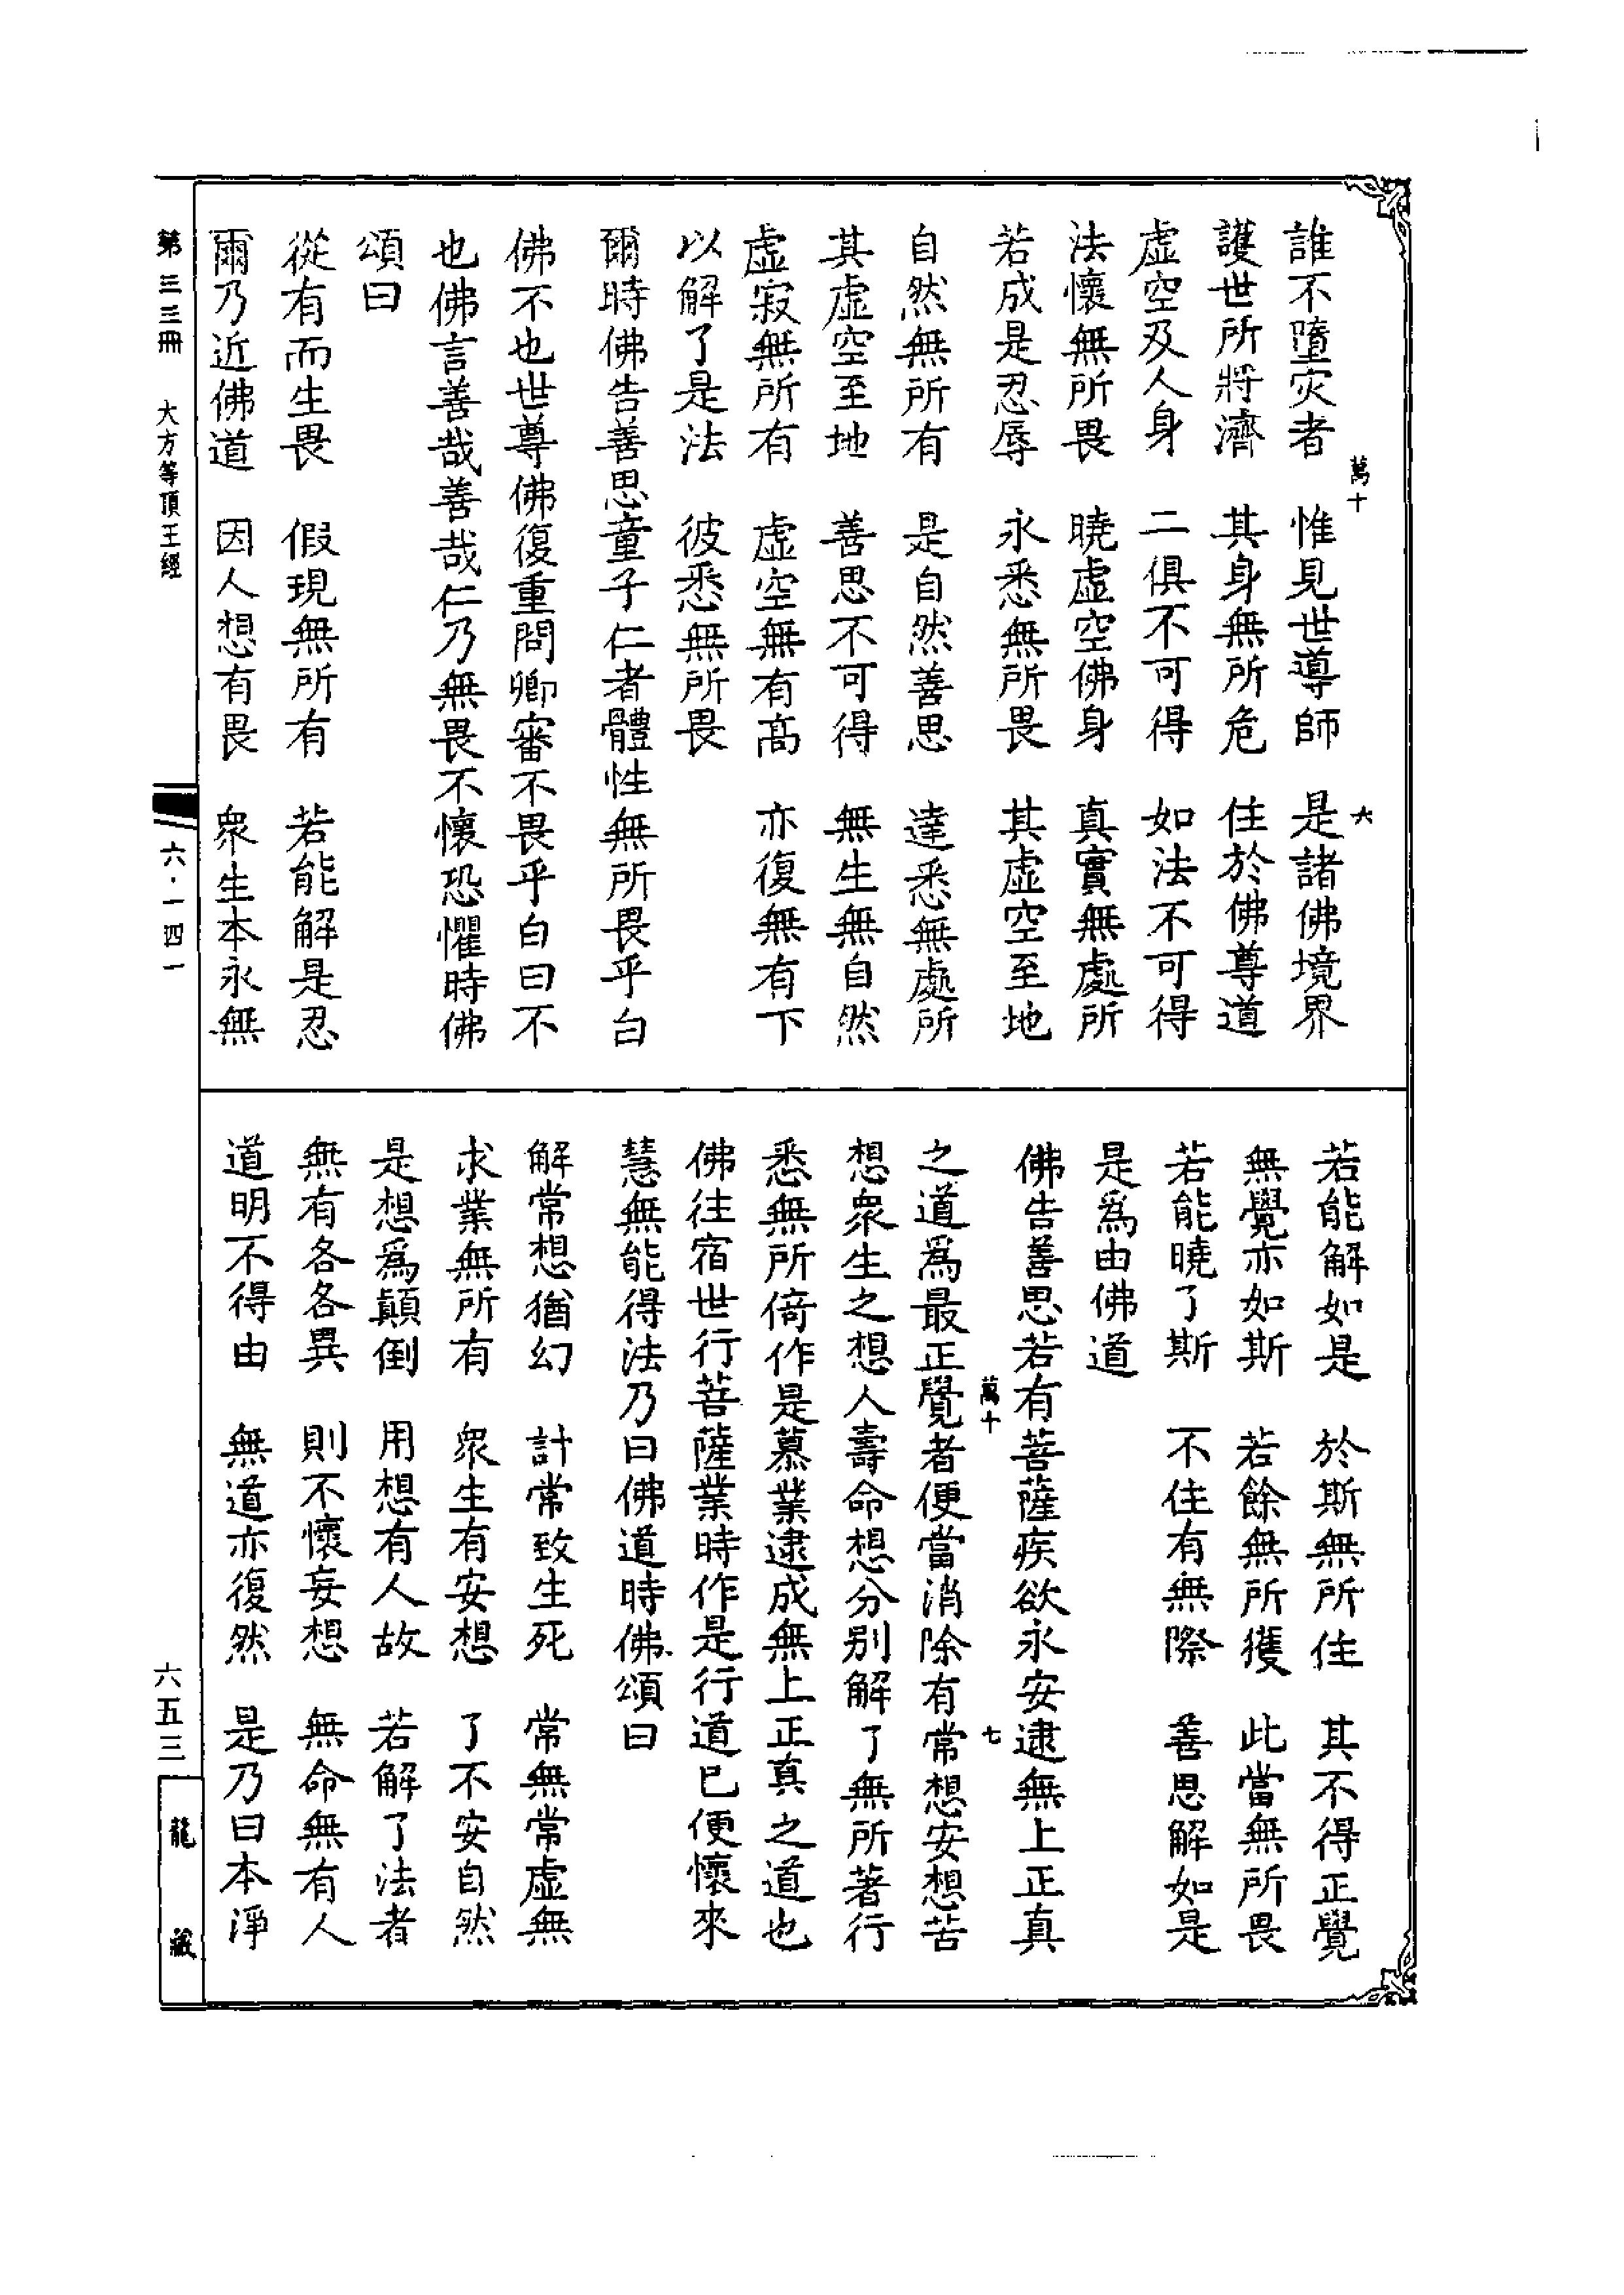 誰不墮灾者　惟見世導師　是諸佛境界
萬十　六
護世所將濟　其身無所危　住於佛尊道
虛空及人身　二俱不可得　如法不可得
法懷無所畏　曉虛空佛身　真實無處所
若成是忍辱　永悉無所畏　其虛空至地
自然無所有　是自然善思　達悉無處所
其虛空至地　善思不可得　無生無自然
虛寂無所有　虛空無有高　亦復無有下
以解了是法　彼悉無所畏
爾時佛告善思童子仁者體性無所畏乎白
佛不也世尊佛復重問卿審不畏乎白曰不
也佛言善哉善哉仁乃無畏不懷恐懼時佛
頌曰
從有而生畏　假現無所有　若能解是忍
爾乃近佛道　因人想有畏　眾生本永無
若能解如是　於斯無所住　其不得正覺
無覺亦如斯　若餘無所獲　此當無所畏
若能曉了斯　不住有無際　善思解如是
是為由佛道
佛告善思若有菩薩疾欲永安逮無上正真
萬十　七
之道為最正覺者便當消除有常想安想苦
想眾生之想人壽命想分別解了無所著行
悉無所倚作是慕業逮成無上正真之道也
佛往宿世行菩薩業時作是行道已便懷來
慧無能得法乃曰佛道時佛頌曰
解常想猶幻　計常致生死　常無常虛無
求業無所有　眾生有安想　了不安自然
是想為顛倒　用想有人故　若解了法者
無有各各異　則不懷妄想　無命無有人
道明不得由　無道亦復然　是乃曰本淨
第三三冊　大方等頂王經　六·一四一　六五三
龍藏